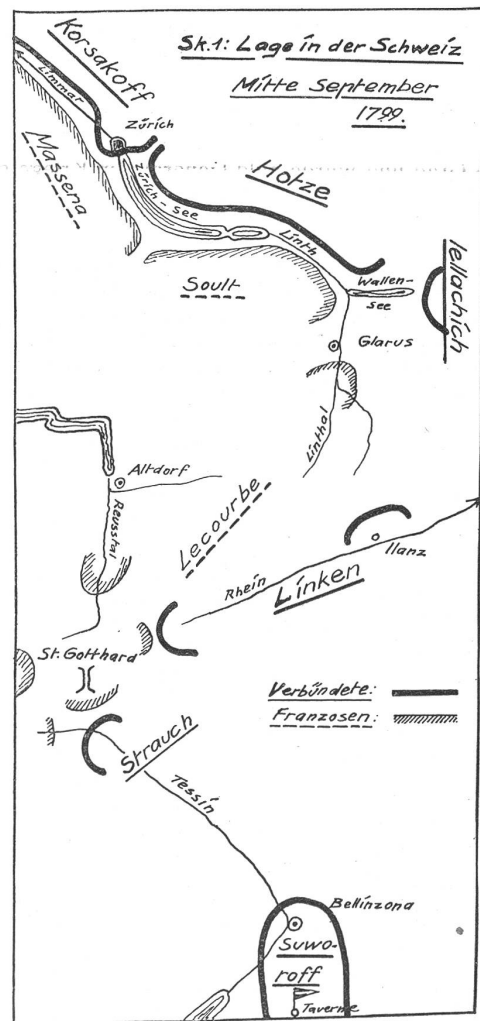 Sk.1: Lage in der Schweiz
Mitte September
1799.
Korsakoff
Limmat
Zürich
Massena
Zürich-see
Hotze
Linth
Soult
Wallen-
see
Iellachich
Glarus
Linthal
Altdorf
Reusstal
Lecourbe
Ilanz
Rhein
Linken
St. Gotthard
Verbündete:
Franzosen:
Strauch
Tessin
Bellinzona
Suwo-
roff
Taverne